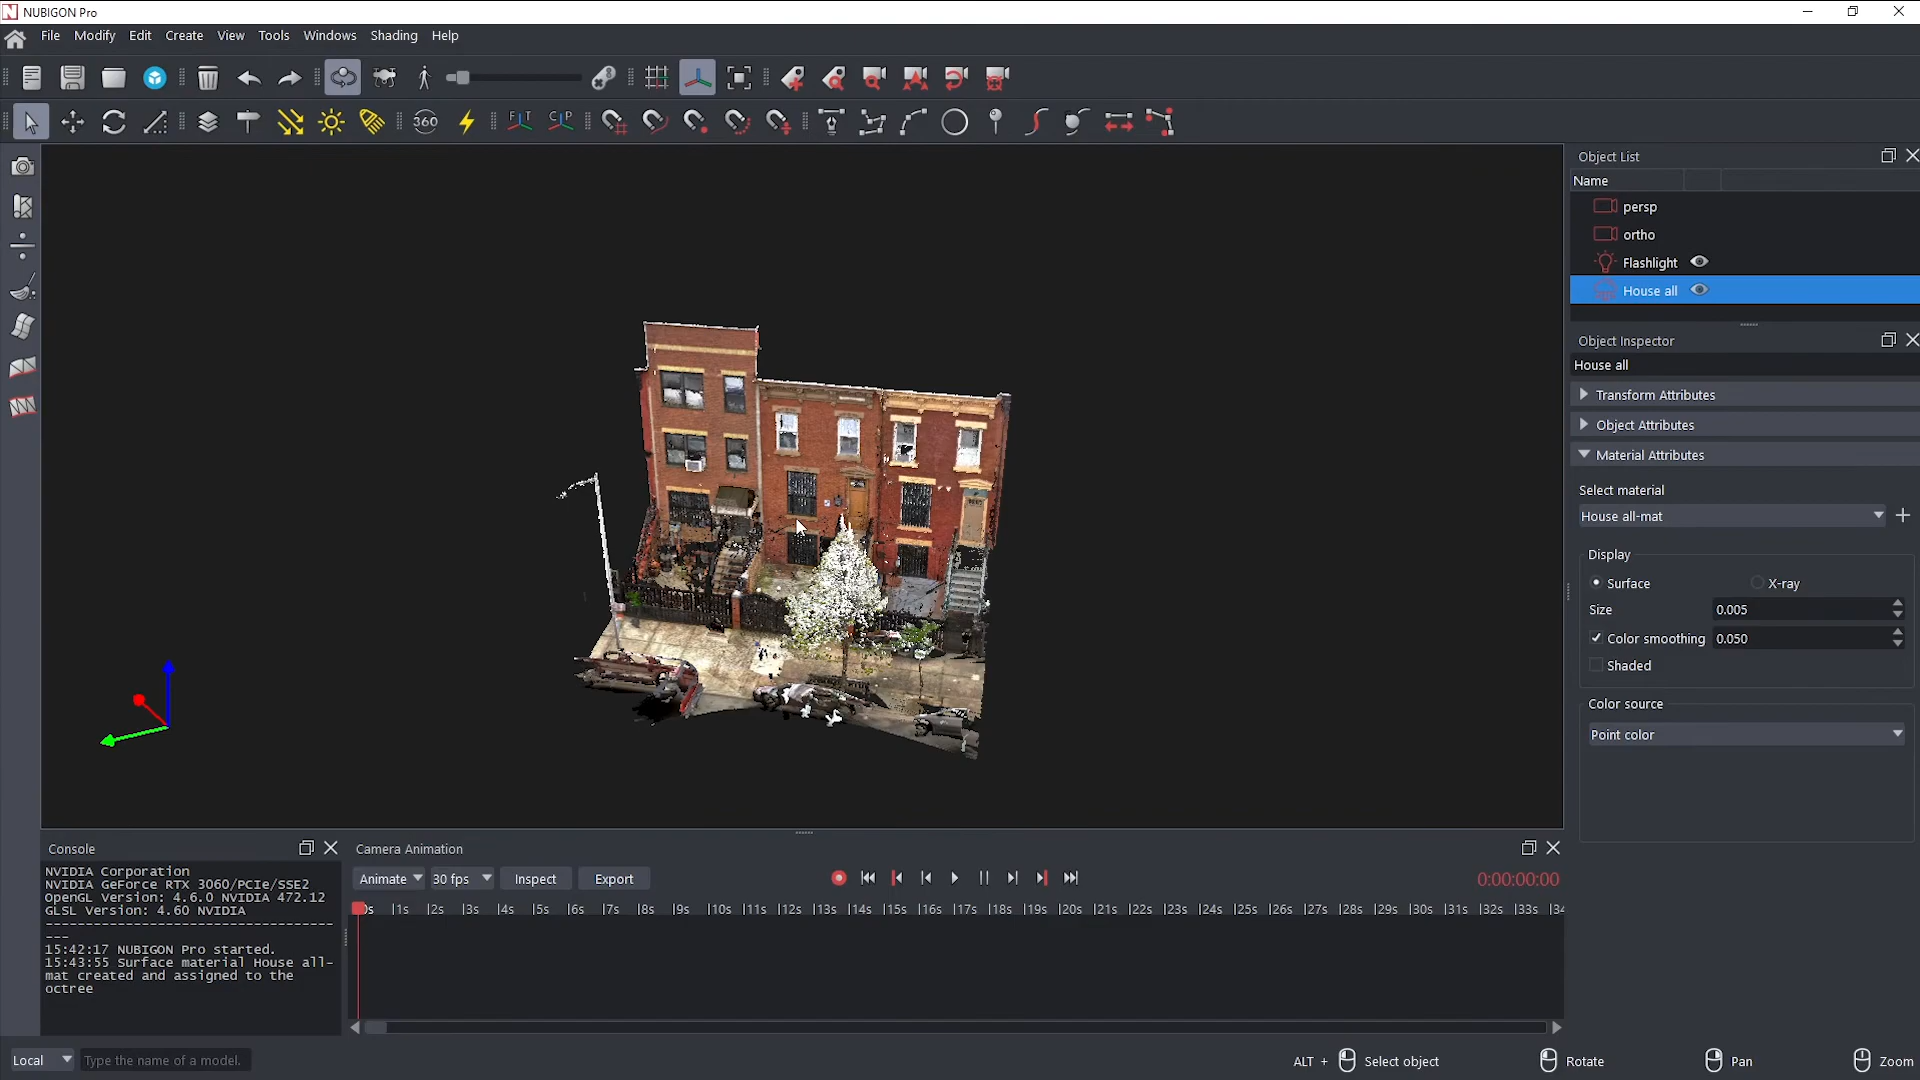 NUBIGON Pro
File Modify Edit Create View Tools Windows Shading Help
360 F T C P
Object List
Name
persp
ortho
Flashlight
House all
Object Inspector
House all
Transform Attributes
Object Attributes
Material Attributes
Select material
House all-mat
Display
Surface X-ray
Size 0.005
Color smoothing 0.050
Shaded
Color source
Point color
Console
NVIDIA Corporation
NVIDIA GeForce RTX 3060/PCIe/SSE2
OpenGL Version: 4.6.0 NVIDIA 472.12
GLSL Version: 4.60 NVIDIA
---------------------------------
---
15:42:17 NUBIGON Pro started.
15:43:55 Surface material House all-
mat created and assigned to the
octree
Camera Animation
Animate 30 fps Inspect Export 0:00:00:00
0s 1s 2s 3s 4s 5s 6s 7s 8s 9s 10s 11s 12s 13s 14s 15s 16s 17s 18s 19s 20s 21s 22s 23s 24s 25s 26s 27s 28s 29s 30s 31s 32s 33s 34
Local Type the name of a model. ALT + Select object Rotate Pan Zoom